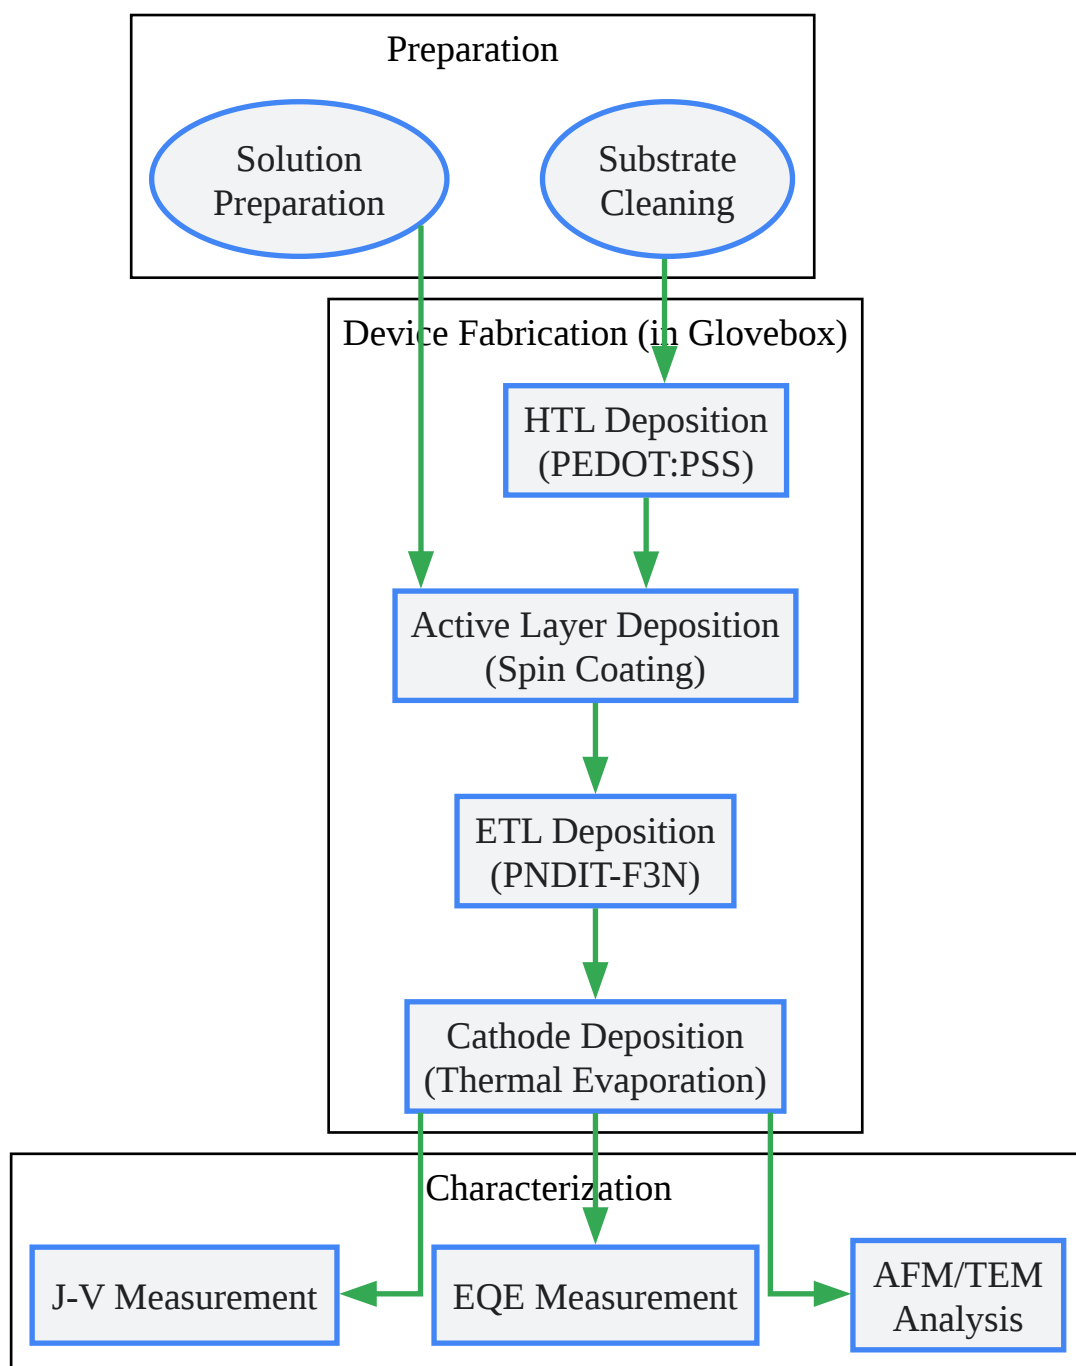 Preparation
Solution
Preparation
Substrate
Cleaning
Device Fabrication (in Glovebox)
HTL Deposition
(PEDOT:PSS)
Active Layer Deposition
(Spin Coating)
ETL Deposition
(PNDIT-F3N)
Cathode Deposition
(Thermal Evaporation)
Characterization
J-V Measurement
EQE Measurement
AFM/TEM
Analysis